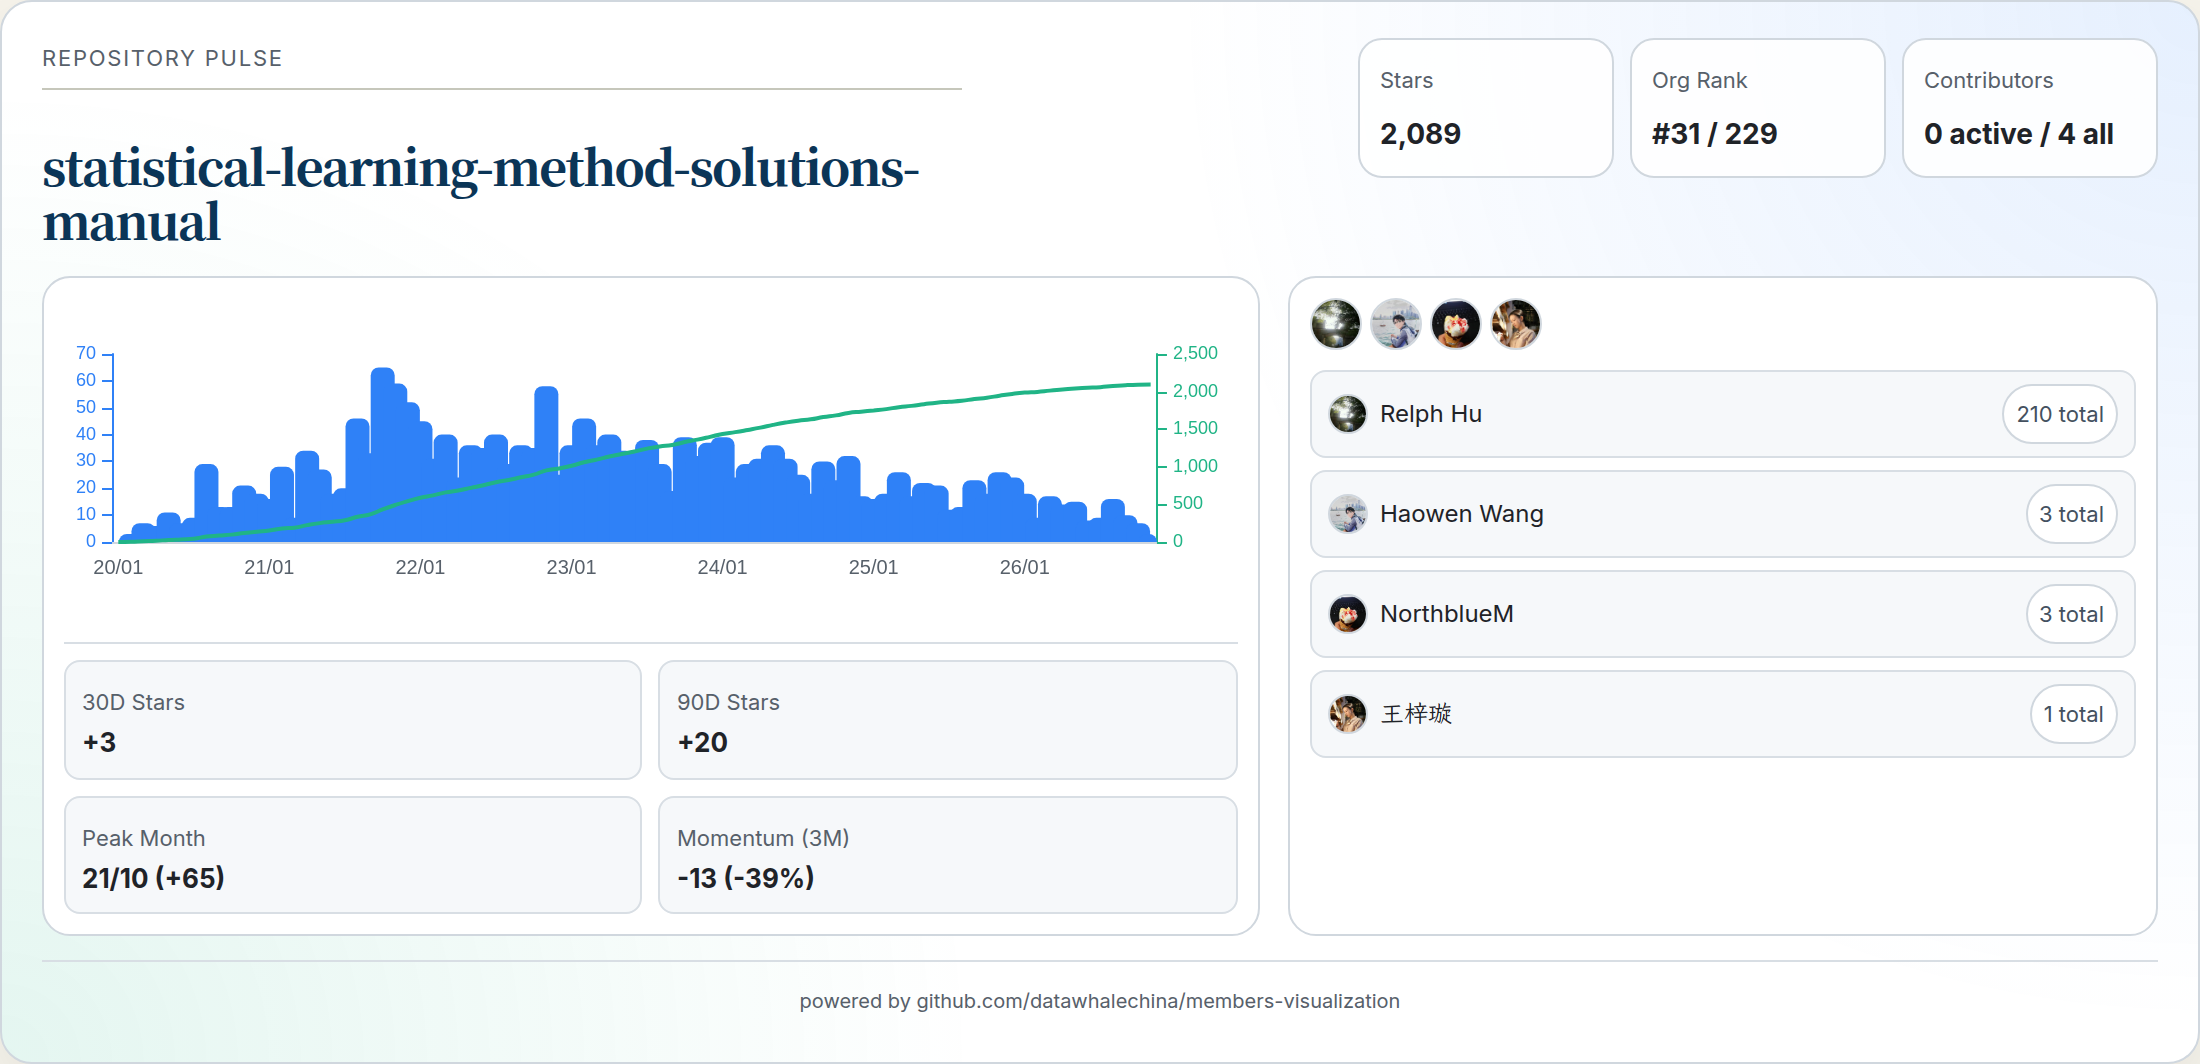 REPOSITORY PULSE
statistical-learning-method-solutions-
manual
Stars
2,089
Org Rank
#31 / 229
Contributors
0 active / 4 all
70
60
50
40
30
20
10
0
2,500
2,000
1,500
1,000
500
0
20/01
21/01
22/01
23/01
24/01
25/01
26/01
30D Stars
+3
90D Stars
+20
Peak Month
21/10 (+65)
Momentum (3M)
-13 (-39%)
Relph Hu
210 total
Haowen Wang
3 total
NorthblueM
3 total
王梓璇
1 total
powered by github.com/datawhalechina/members-visualization